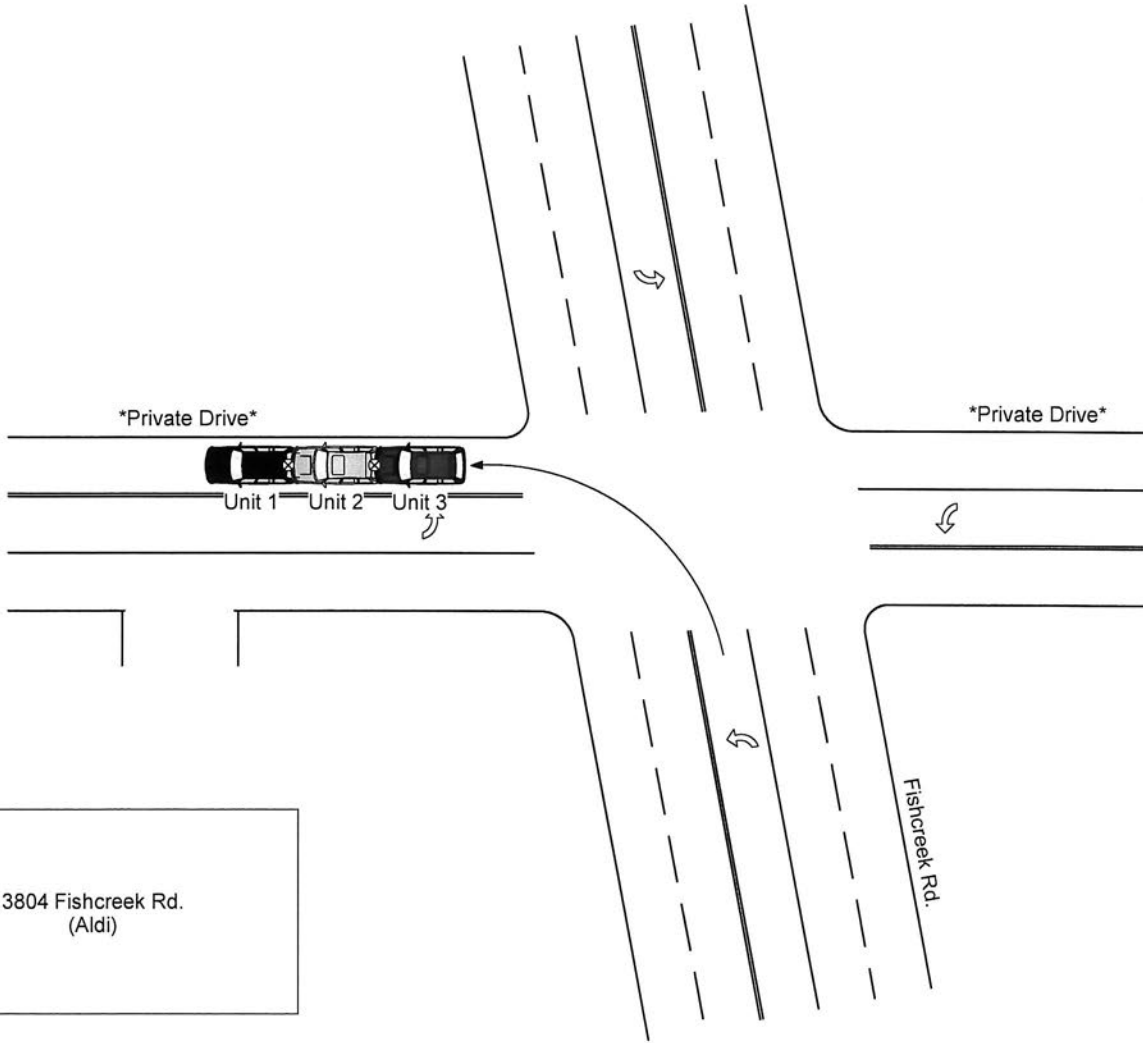 *Private Drive*
*Private Drive*
Unit 1
Unit 2
Unit 3
Fishcreek Rd.
3804 Fishcreek Rd.
(Aldi)